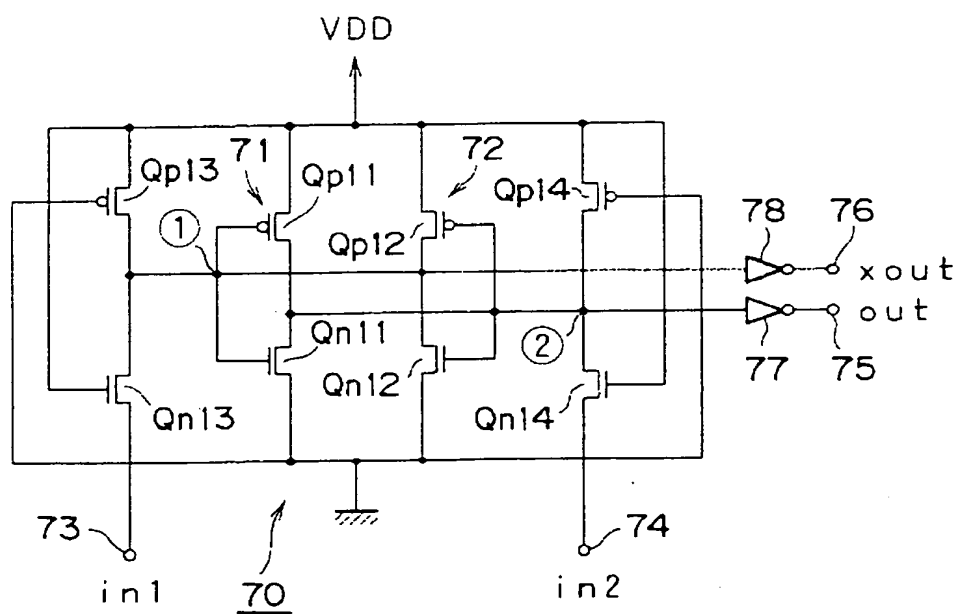 VDD
71
72
Qp13
Qp11
Qp14
①
Qp12
78
76
xout
out
②
Qn11
77
75
Qn12
Qn13
Qn14
73
74
in1
70
in2